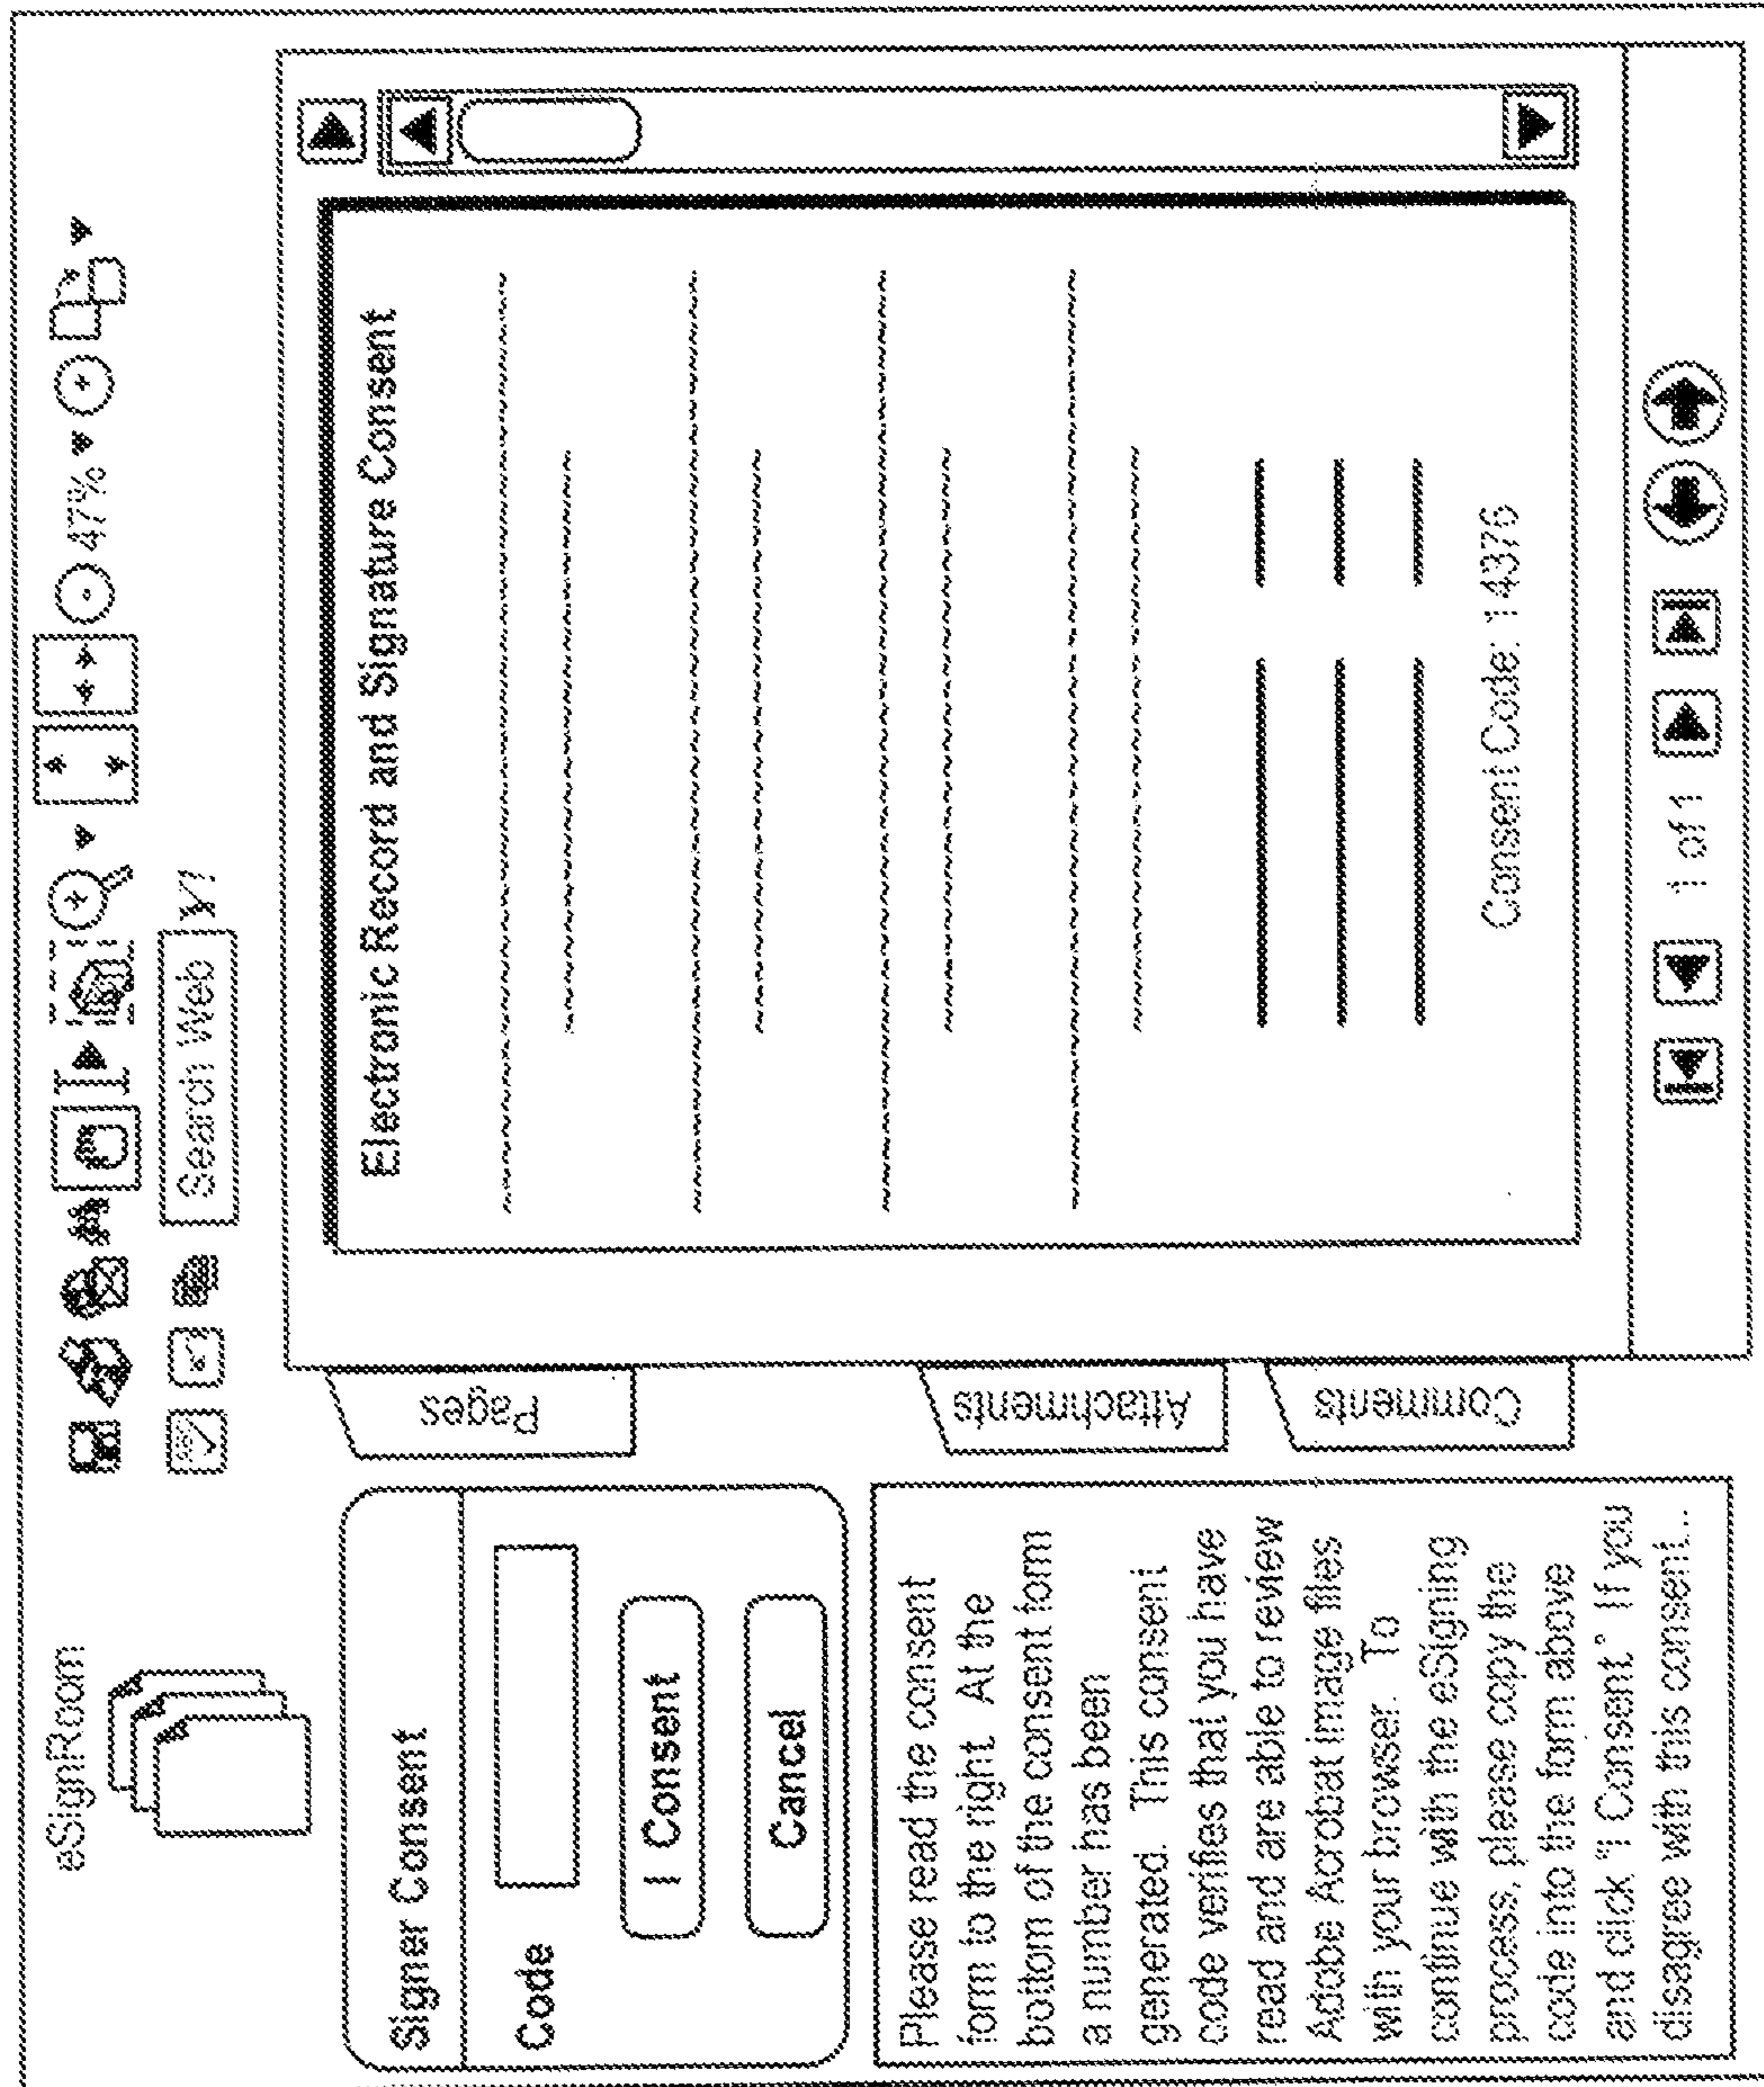 eSignRoom
47%
Search Web
Y!
Signer Consent
Code
I Consent
Cancel
Please read the consent
form to the right. At the
bottom of the consent form
a number has been
generated. This consent
code verifies that you have
read and are able to review
Adobe Acrobat image files
with your browser. To
continue with the eSigning
process, please copy the
code into the form above
and click "I Consent." If you
disagree with this consent...
Pages
Attachments
Comments
Electronic Record and Signature Consent
Consent Code: 14376
1 of 1